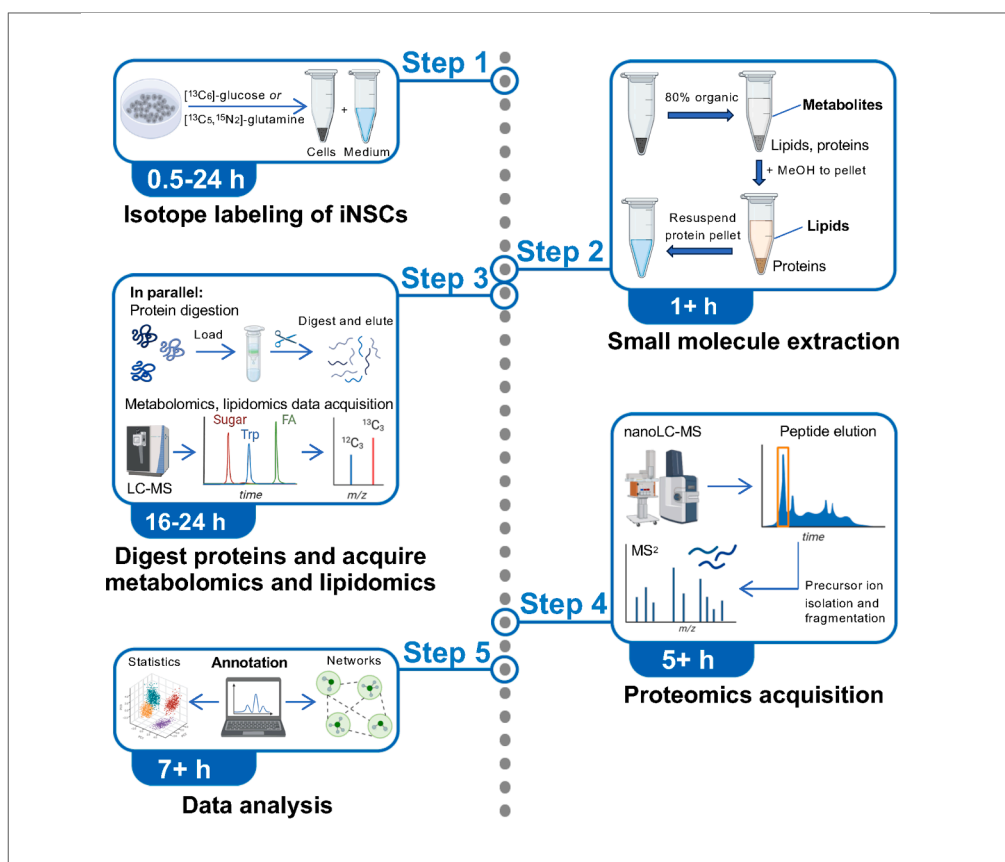 Step 1
[¹³C₆]-glucose or
[¹³C₅,¹⁵N₂]-glutamine
+
Cells Medium
0.5-24 h
Isotope labeling of iNSCs
Step 2
80% organic
Metabolites
Lipids, proteins
+ MeOH to pellet
Resuspend
protein pellet
Lipids
Proteins
1+ h
Small molecule extraction
Step 3
In parallel:
Protein digestion
Load
Digest and elute
Metabolomics, lipidomics data acquisition
Sugar
Trp
FA
¹²C₃
¹³C₃
LC-MS
time
m/z
16-24 h
Digest proteins and acquire
metabolomics and lipidomics
Step 4
nanoLC-MS
Peptide elution
time
MS²
Precursor ion
isolation and
fragmentation
m/z
5+ h
Proteomics acquisition
Step 5
Statistics
Annotation
Networks
7+ h
Data analysis